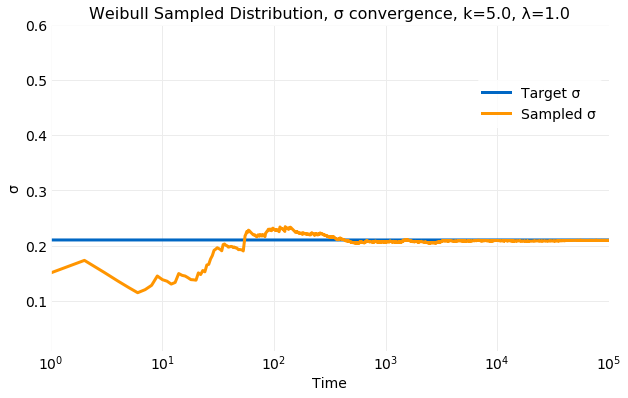 Weibull Sampled Distribution, σ convergence, k=5.0, λ=1.0
0.6
0.5
0.4
0.3
0.2
0.1
σ
Target σ
Sampled σ
10⁰
10¹
10²
10³
10⁴
10⁵
Time